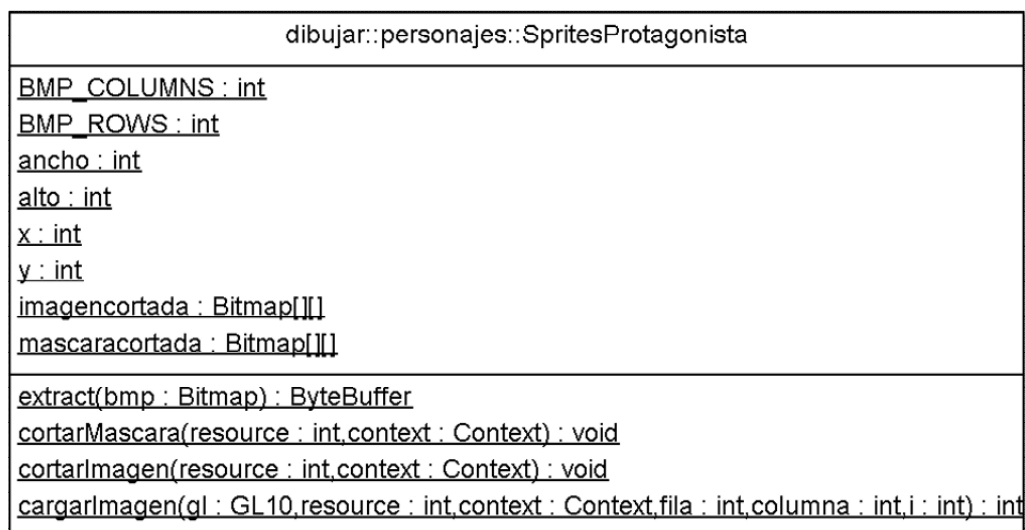 dibujar::personajes::SpritesProtagonista
BMP_COLUMNS : int
BMP_ROWS : int
ancho : int
alto : int
x : int
y : int
imagencortada : Bitmap[][]
mascaracortada : Bitmap[][]
extract(bmp : Bitmap) : ByteBuffer
cortarMascara(resource : int,context : Context) : void
cortarImagen(resource : int,context : Context) : void
cargarImagen(gl : GL10,resource : int,context : Context,fila : int,columna : int,i : int) : int